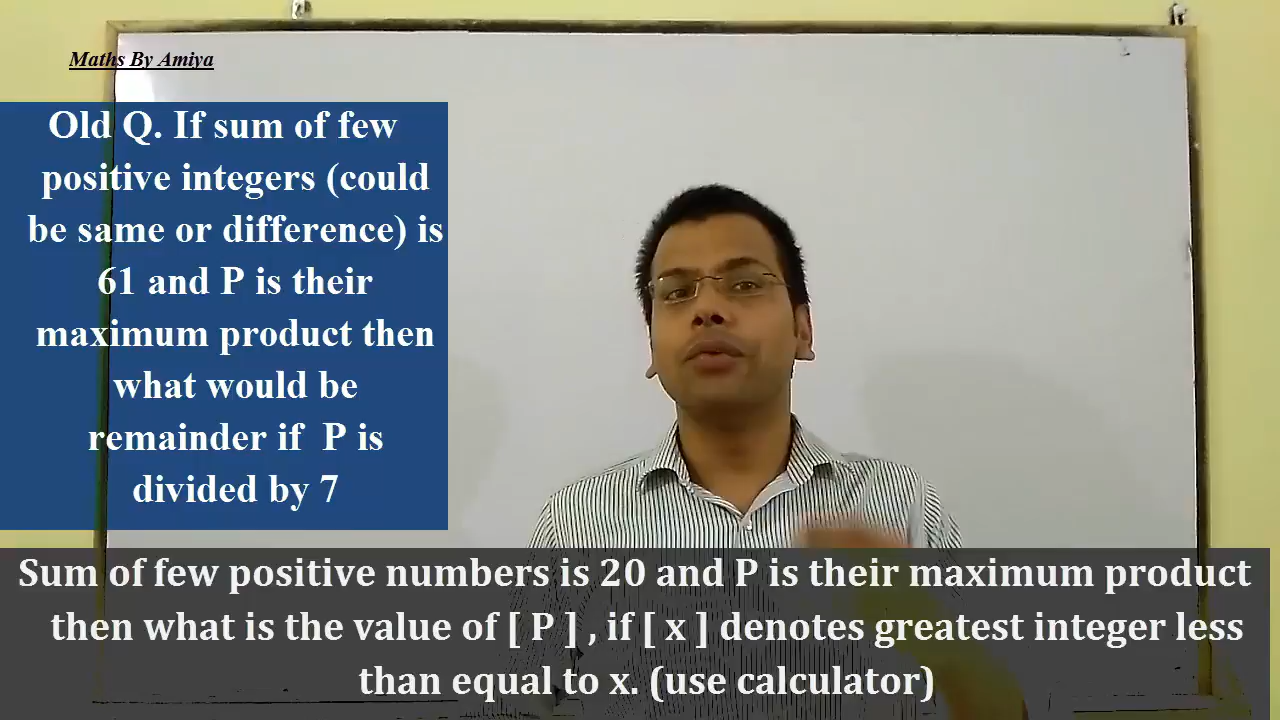 Maths By Amiya
Old Q. If sum of few
positive integers (could
be same or difference) is
61 and P is their
maximum product then
what would be
remainder if P is
divided by 7
Sum of few positive numbers is 20 and P is their maximum product
then what is the value of [ P ] , if [ x ] denotes greatest integer less
than equal to x. (use calculator)